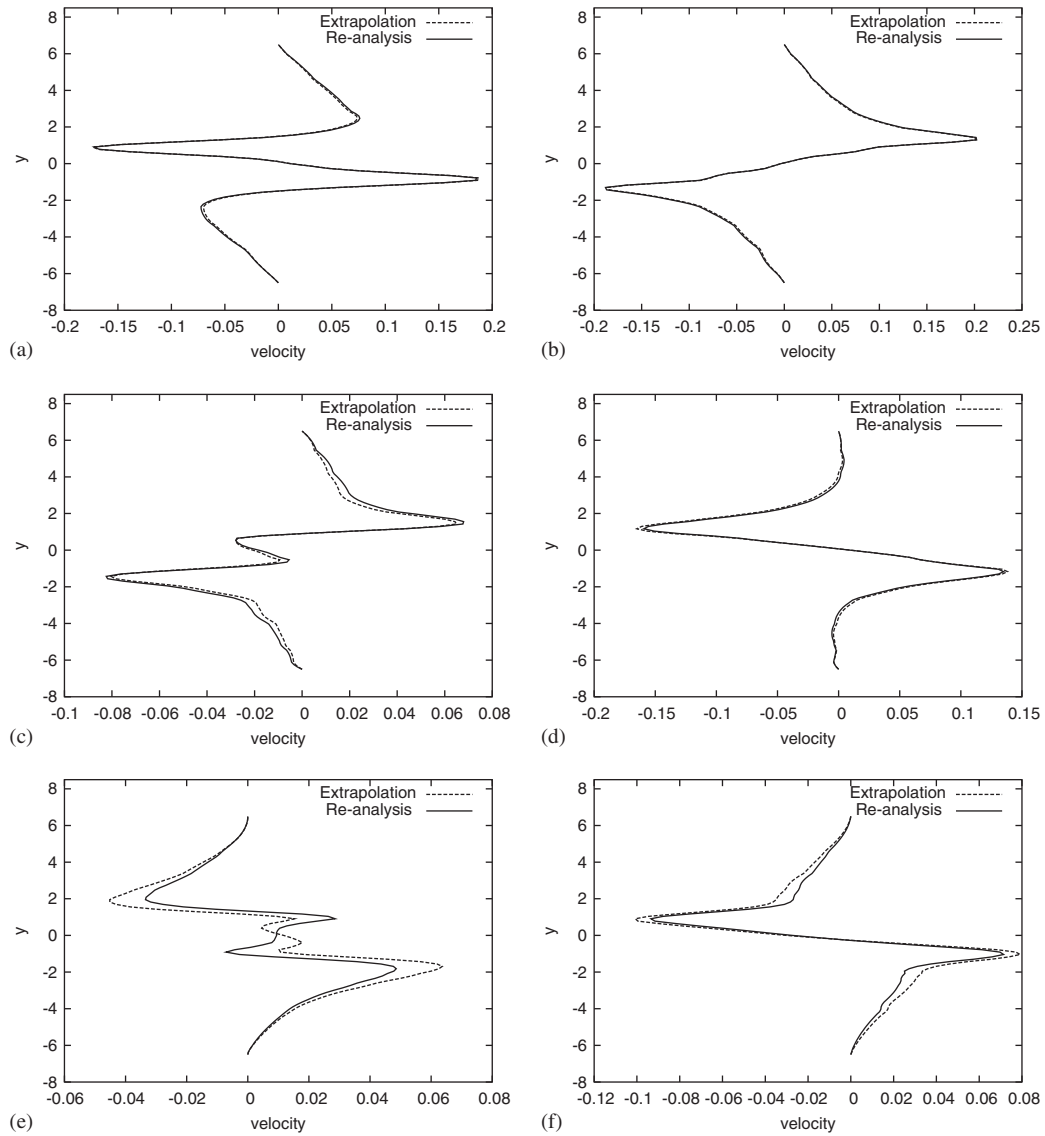 8
6
4
2
0
-2
-4
-6
-8
y
Extrapolation
Re-analysis
-0.2 -0.15 -0.1 -0.05 0 0.05 0.1 0.15 0.2
velocity
(a)
8
6
4
2
0
-2
-4
-6
-8
y
Extrapolation
Re-analysis
-0.2 -0.15 -0.1 -0.05 0 0.05 0.1 0.15 0.2 0.25
velocity
(b)
8
6
4
2
0
-2
-4
-6
-8
y
Extrapolation
Re-analysis
-0.1 -0.08 -0.06 -0.04 -0.02 0 0.02 0.04 0.06 0.08
velocity
(c)
8
6
4
2
0
-2
-4
-6
-8
y
Extrapolation
Re-analysis
-0.2 -0.15 -0.1 -0.05 0 0.05 0.1 0.15
velocity
(d)
8
6
4
2
0
-2
-4
-6
-8
y
Extrapolation
Re-analysis
-0.06 -0.04 -0.02 0 0.02 0.04 0.06 0.08
velocity
(e)
8
6
4
2
0
-2
-4
-6
-8
y
Extrapolation
Re-analysis
-0.12 -0.1 -0.08 -0.06 -0.04 -0.02 0 0.02 0.04 0.06 0.08
velocity
(f)